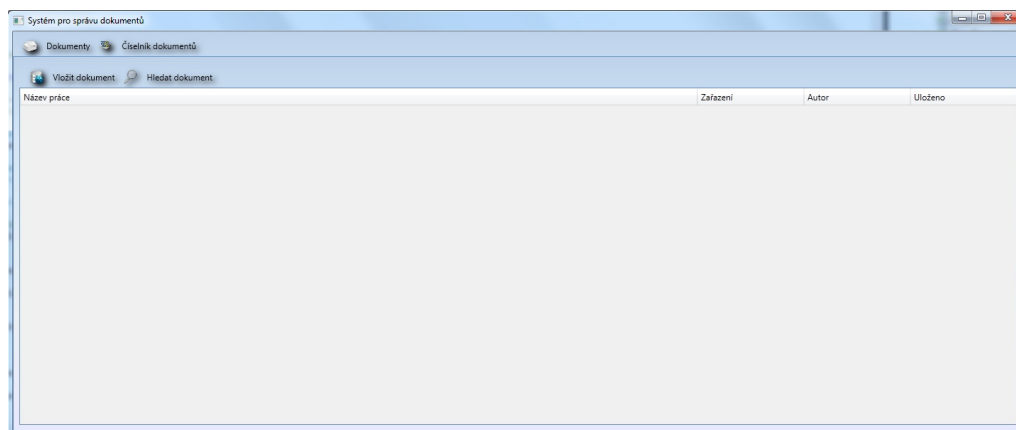 Systém pro správu dokumentů
Dokumenty Číselník dokumentů
Vložit dokument Hledat dokument
Název práce Zařazení Autor Uloženo